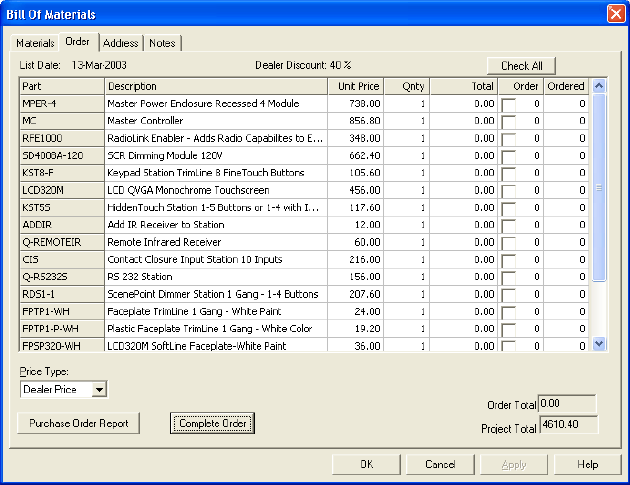 Bill Of Materials
Materials Order Address Notes
List Date: 13-Mar-2003 Dealer Discount: 40 % Check All
Part Description Unit Price Qnty Total Order Ordered
MPER-4 Master Power Enclosure Recessed 4 Module 738.00 1 0.00 0 0
MC Master Controller 856.80 1 0.00 0 0
RFE1000 RadioLink Enabler - Adds Radio Capabilites to E... 348.00 1 0.00 0 0
SD4008A-120 SCR Dimming Module 120V 662.40 1 0.00 0 0
KST8-F Keypad Station TrimLine 8 FineTouch Buttons 105.60 1 0.00 0 0
LCD320M LCD QVGA Monochrome Touchscreen 456.00 1 0.00 0 0
KST55 HiddenTouch Station 1-5 Buttons or 1-4 with I... 117.60 1 0.00 0 0
ADDIR Add IR Receiver to Station 12.00 1 0.00 0 0
Q-REMOTEIR Remote Infrared Receiver 60.00 1 0.00 0 0
CIS Contact Closure Input Station 10 Inputs 216.00 1 0.00 0 0
Q-RS232S RS 232 Station 156.00 1 0.00 0 0
RDS1-1 ScenePoint Dimmer Station 1 Gang - 1-4 Buttons 207.60 1 0.00 0 0
FPTP1-WH Faceplate TrimLine 1 Gang - White Paint 24.00 1 0.00 0 0
FPTP1-P-WH Plastic Faceplate TrimLine 1 Gang - White Color 19.20 1 0.00 0 0
FPSP320-WH LCD320M SoftLine Faceplate-White Paint 36.00 1 0.00 0 0
Price Type:
Dealer Price
Order Total 0.00
Purchase Order Report Complete Order
Project Total 4610.40
OK Cancel Apply Help